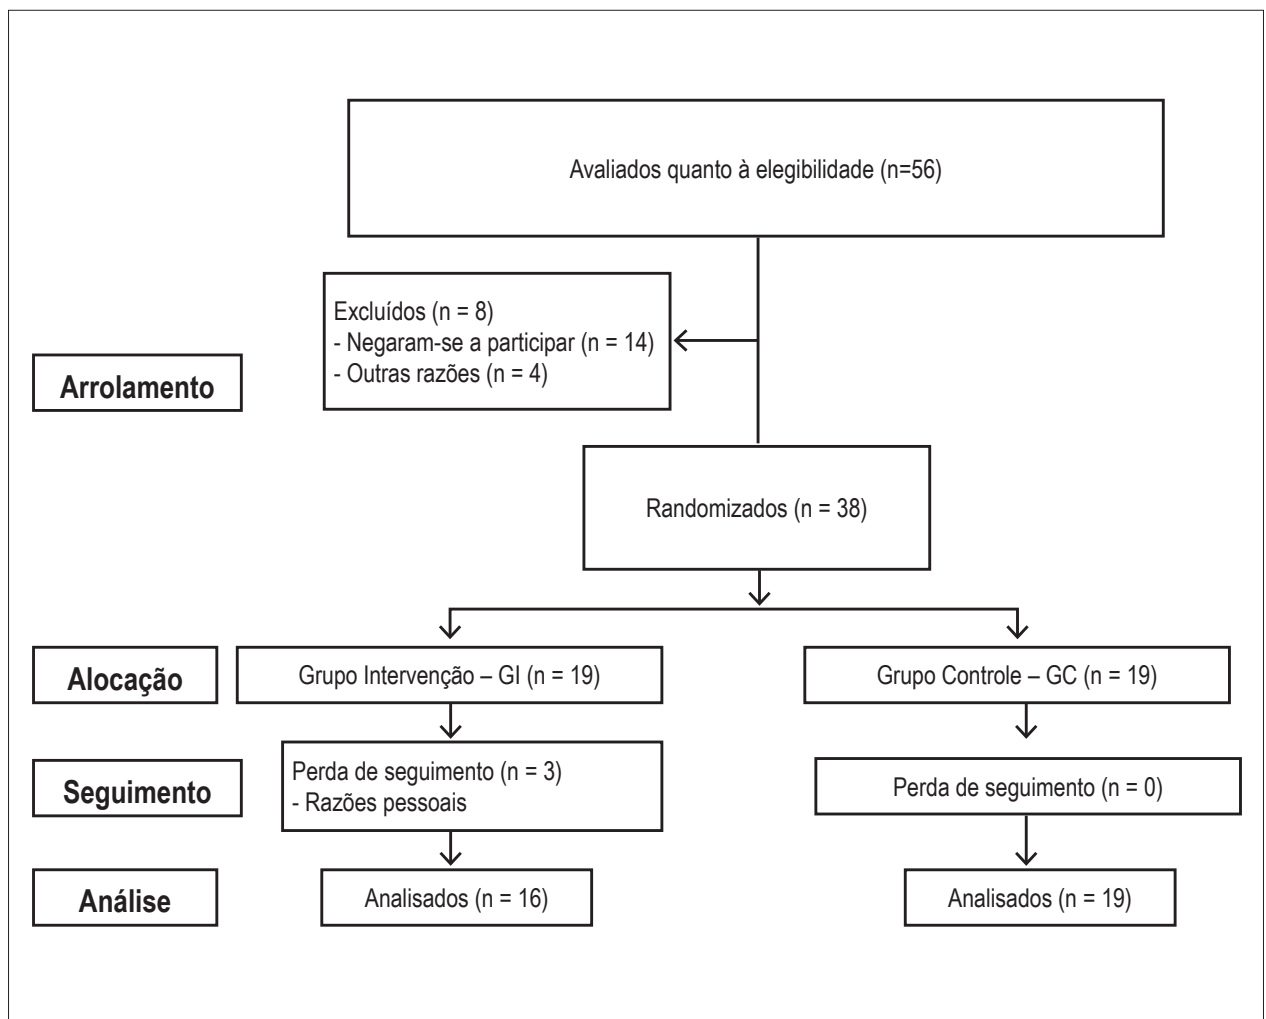 Avaliados quanto à elegibilidade (n=56)
Excluídos (n = 8)
- Negaram-se a participar (n = 14)
- Outras razões (n = 4)
Arrolamento
Randomizados (n = 38)
Alocação
Grupo Intervenção – GI (n = 19)
Grupo Controle – GC (n = 19)
Seguimento
Perda de seguimento (n = 3)
- Razões pessoais
Perda de seguimento (n = 0)
Análise
Analisados (n = 16)
Analisados (n = 19)